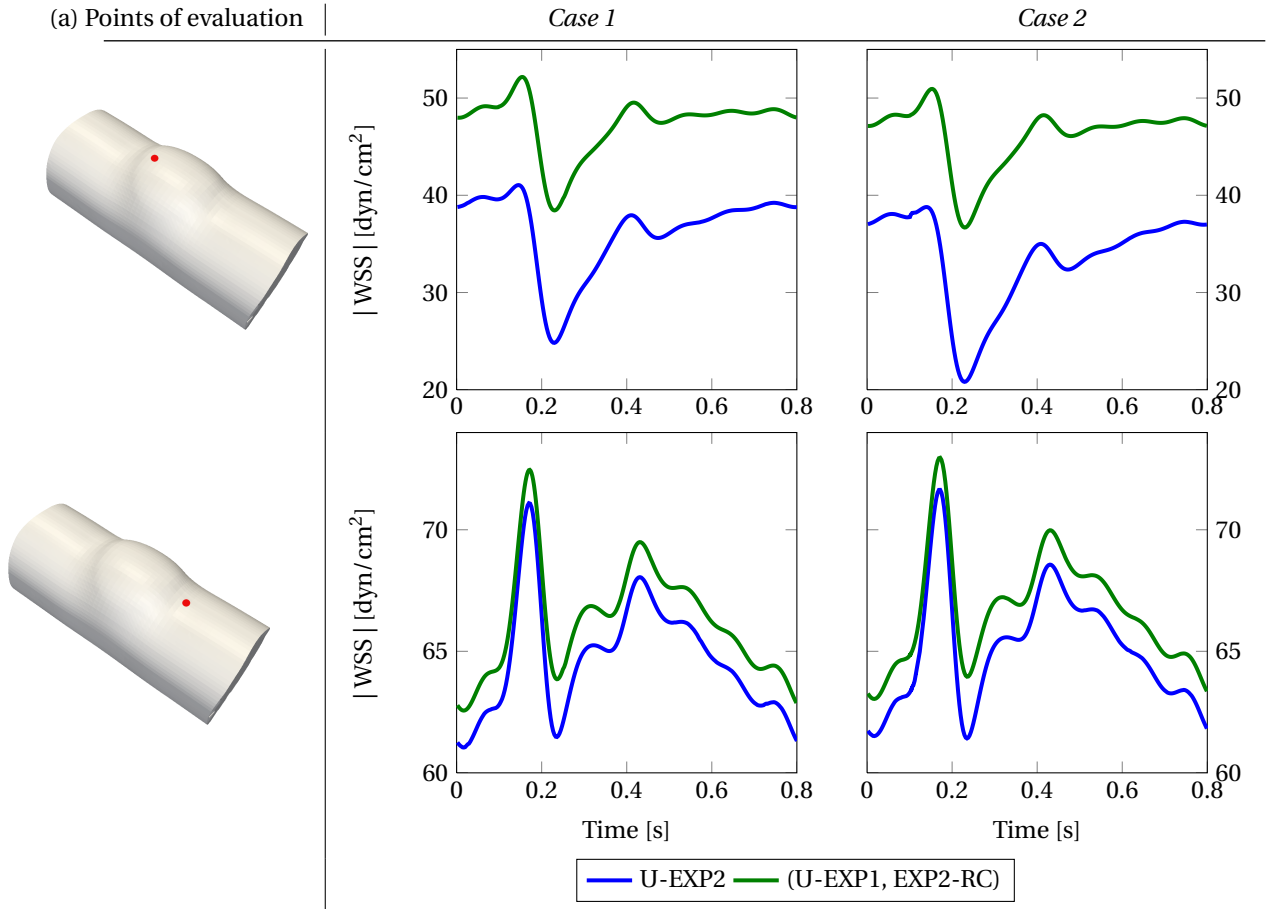 (a) Points of evaluation
Case 1
Case 2
50
40
30
20
0 0.2 0.4 0.6 0.8
|WSS| [dyn/cm²]
50
40
30
20
0 0.2 0.4 0.6 0.8
70
65
60
0 0.2 0.4 0.6 0.8
|WSS| [dyn/cm²]
Time [s]
70
65
60
0 0.2 0.4 0.6 0.8
Time [s]
U-EXP2 (U-EXP1, EXP2-RC)